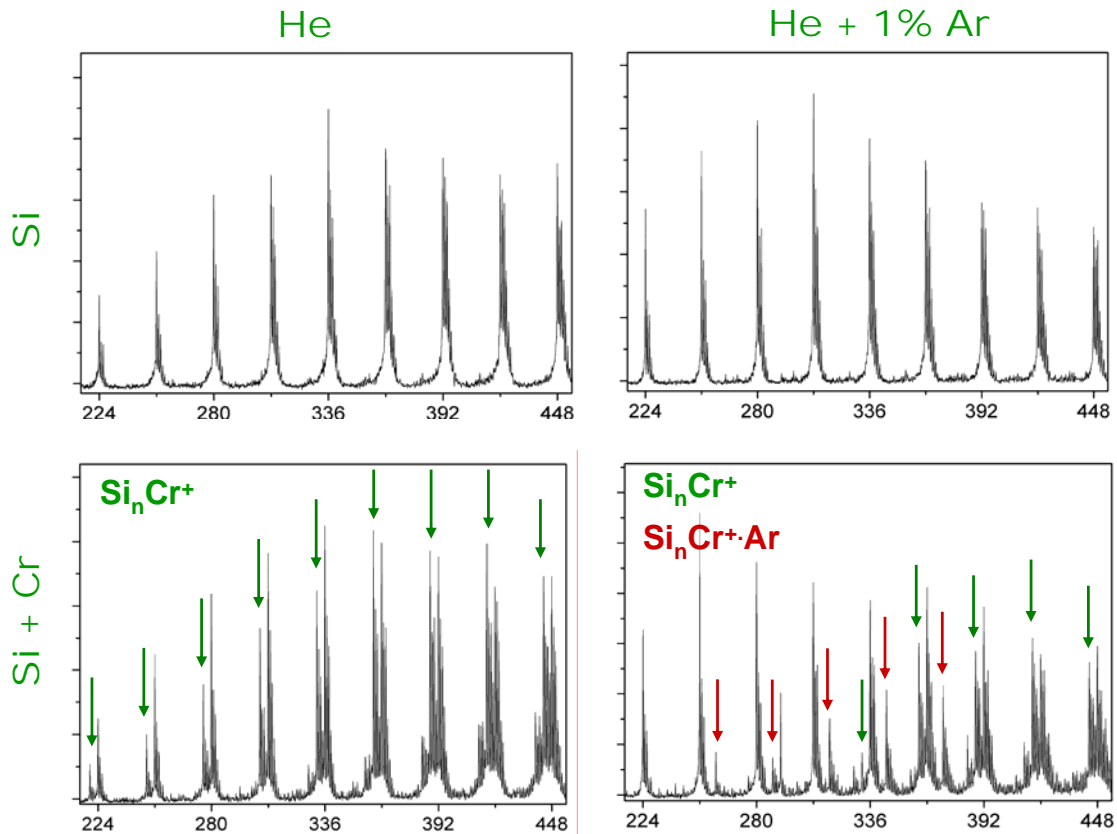 He
He + 1% Ar
Si
224 280 336 392 448
224 280 336 392 448
Si + Cr
SinCr+
SinCr+
SinCr+·Ar
224 280 336 392 448
224 280 336 392 448